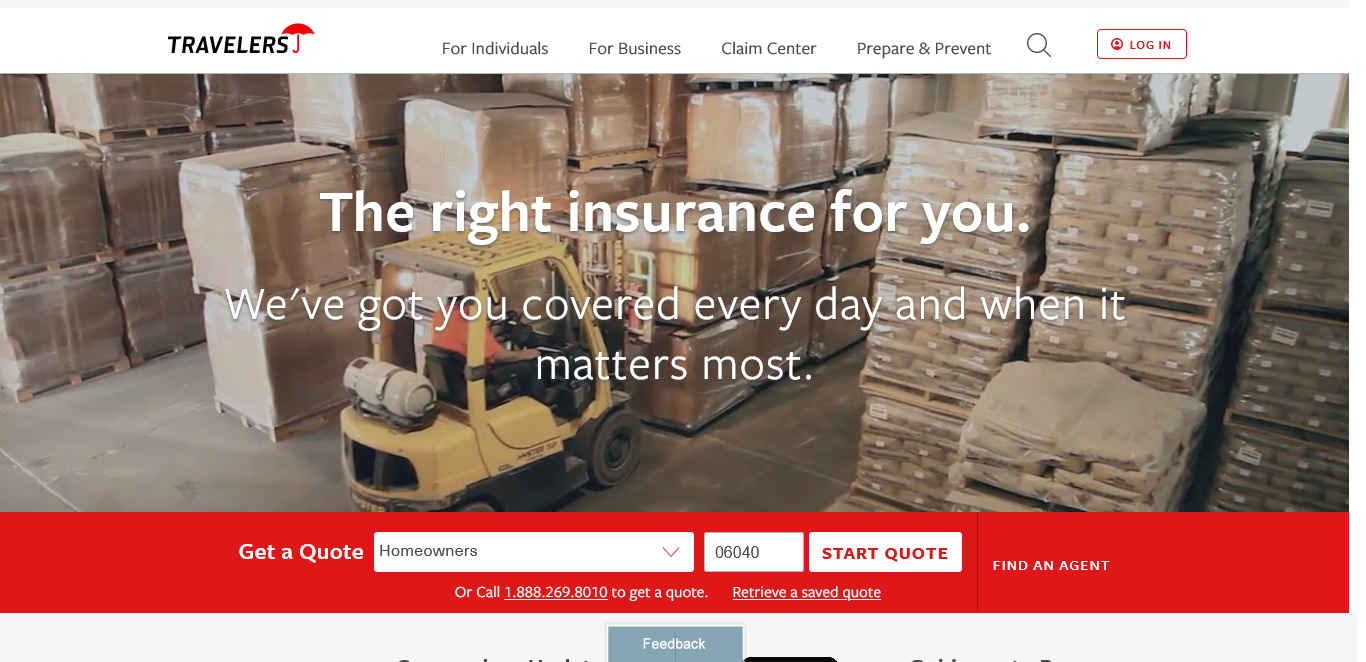 TRAVELERS
For Individuals
For Business
Claim Center
Prepare & Prevent
LOG IN
The right insurance for you.
We've got you covered every day and when it
matters most.
HYSTER 50
Get a Quote
Homeowners
06040
START QUOTE
FIND AN AGENT
Or Call 1.888.269.8010 to get a quote.
Retrieve a saved quote
Feedback